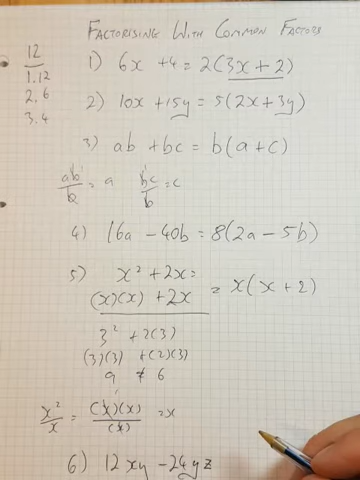 FACTORISING WITH COMMON FACTORS
12
1.12
2.6
3.4
1) 6x + 4 = 2(3x + 2)
2) 10x + 15y = 5(2x + 3y)
3) ab + bc = b(a + c)
ab/b = a bc/b = c
4) 16a - 40b = 8(2a - 5b)
5) x² + 2x =
(x)(x) + 2x = x(x + 2)
3² + 2(3)
(3)(3) + (2)(3)
9 + 6
x²/x = (x)(x)/(x) = x
6) 12xy - 24yz